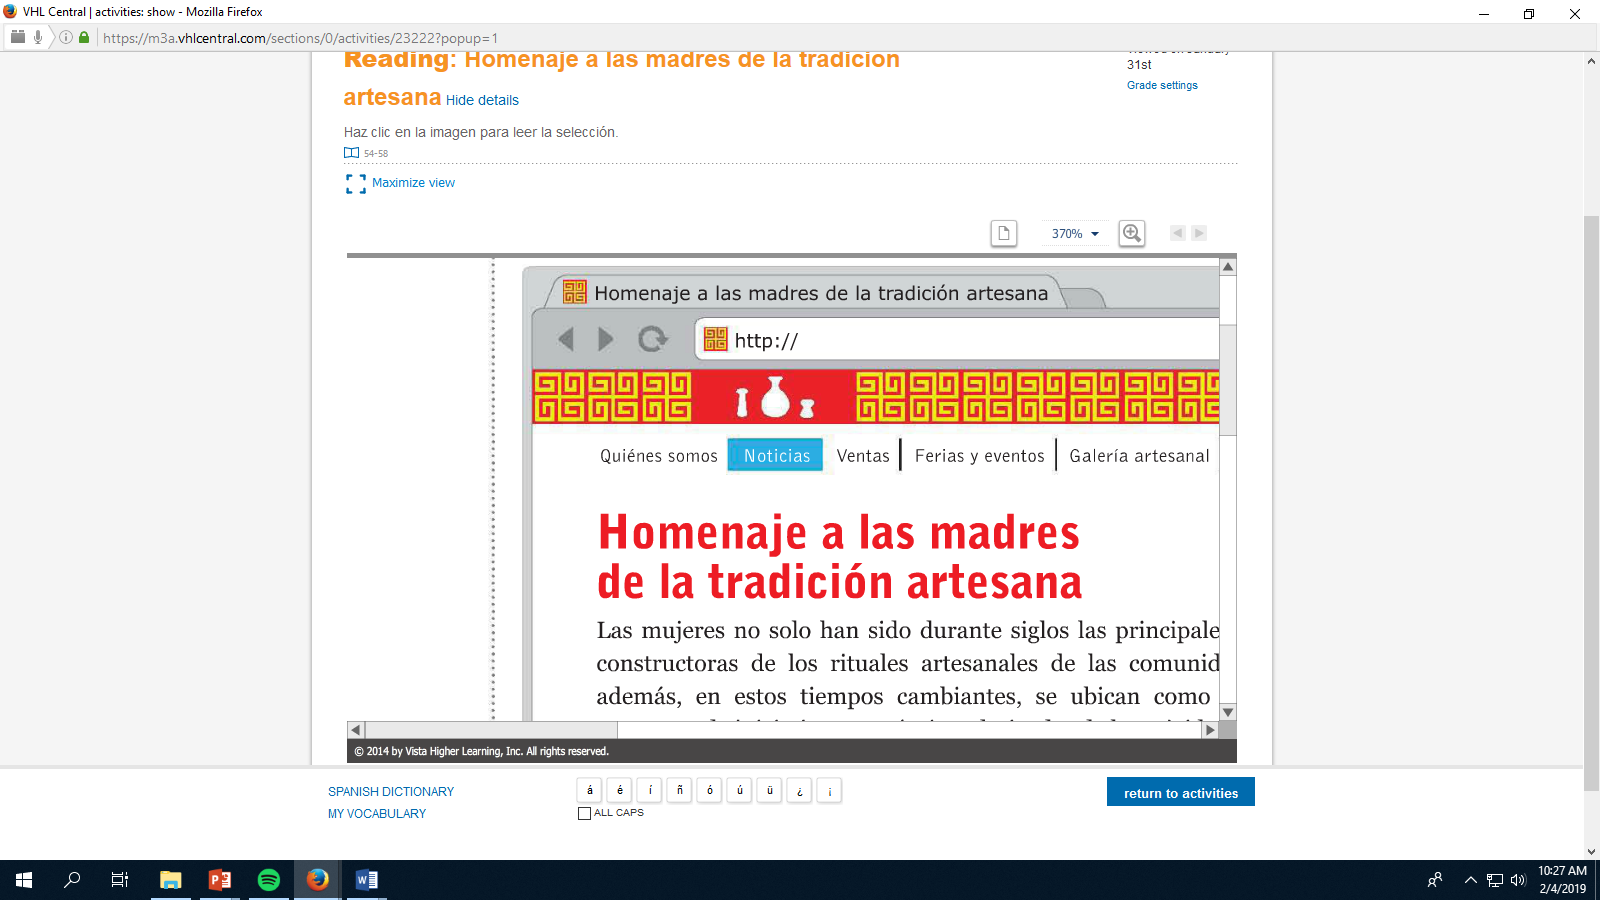 VHL Central | activities: show - Mozilla Firefox
https://m3a.vhlcentral.com/sections/0/activities/23222?popup=1
Reading: Homenaje a las madres de la tradición
artesana Hide details
31st
Grade settings
Haz clic en la imagen para leer la selección.
54-58
Maximize view
370%
Homenaje a las madres de la tradición artesana
http://
Quiénes somos Noticias Ventas Ferias y eventos Galería artesanal
Homenaje a las madres
de la tradición artesana
Las mujeres no solo han sido durante siglos las principale
constructoras de los rituales artesanales de las comunid
además, en estos tiempos cambiantes, se ubican como
© 2014 by Vista Higher Learning, Inc. All rights reserved.
SPANISH DICTIONARY
MY VOCABULARY
á é í ñ ó ú ü ¿ ¡
ALL CAPS
return to activities
10:27 AM
2/4/2019